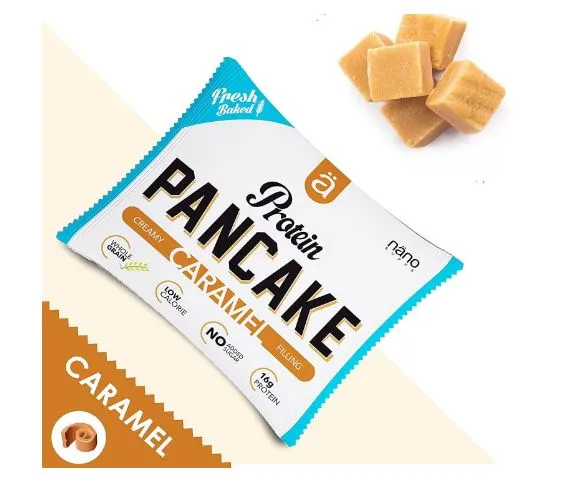 Fresh
Baked
ä
Protein
PANCAKE
CREAMY
CARAMEL
FILLING
näno
WHOLE
GRAIN
LOW
CALORIE
NO ADDED
SUGAR
16g
PROTEIN
CARAMEL